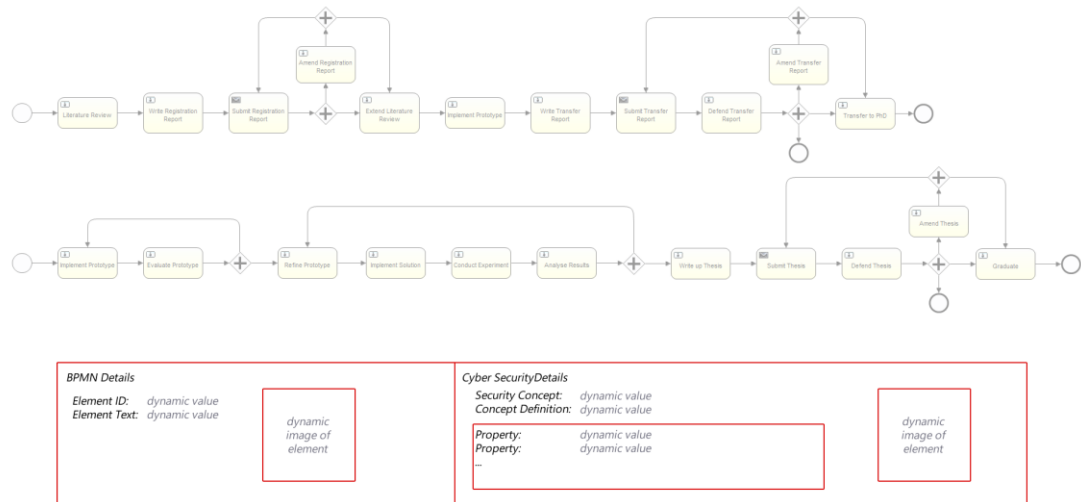 Amend Registration
Report
Amend Transfer
Report
Literature Review
Write Registration
Report
Submit Registration
Report
Extend Literature
Review
Implement Prototype
Write Transfer
Report
Submit Transfer
Report
Defend Transfer
Report
Transfer to PhD
Amend Thesis
Implement Prototype
Evaluate Prototype
Refine Prototype
Implement Solution
Conduct Experiment
Analyse Results
Write up Thesis
Submit Thesis
Defend Thesis
Graduate
BPMN Details
Element ID: dynamic value
Element Text: dynamic value
dynamic
image of
element
Cyber SecurityDetails
Security Concept: dynamic value
Concept Definition: dynamic value
Property: dynamic value
Property: dynamic value
...
dynamic
image of
element